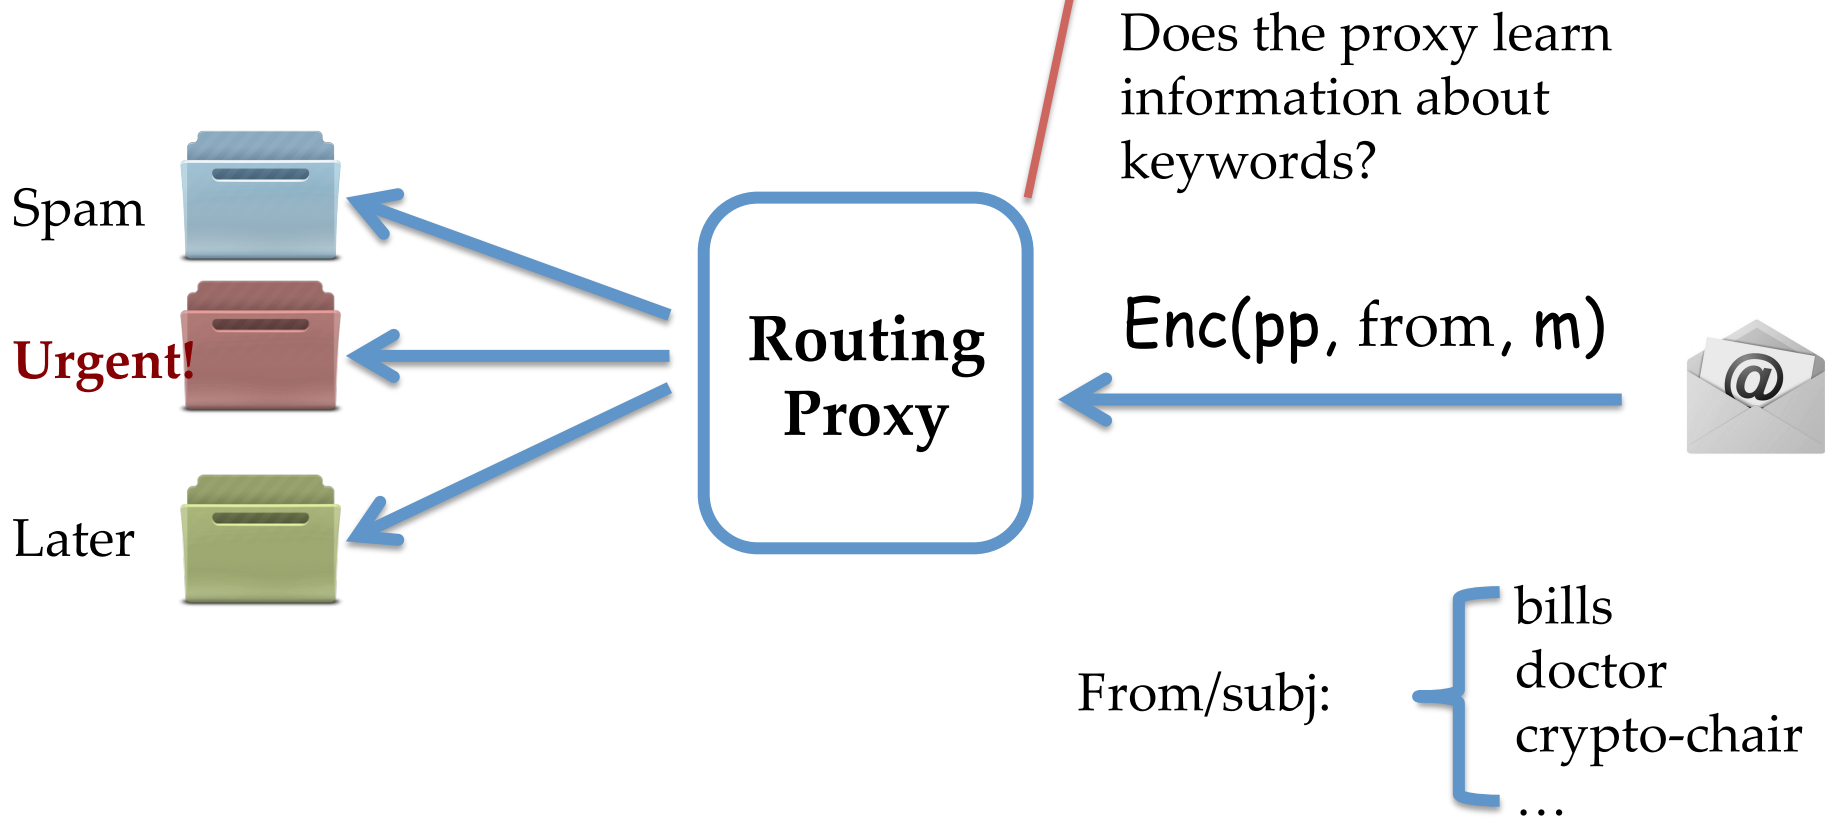 Does the proxy learn
information about
keywords?
Spam
Urgent!
Later
Routing
Proxy
Enc(pp, from, m)
@
From/subj:
bills
doctor
crypto-chair
…